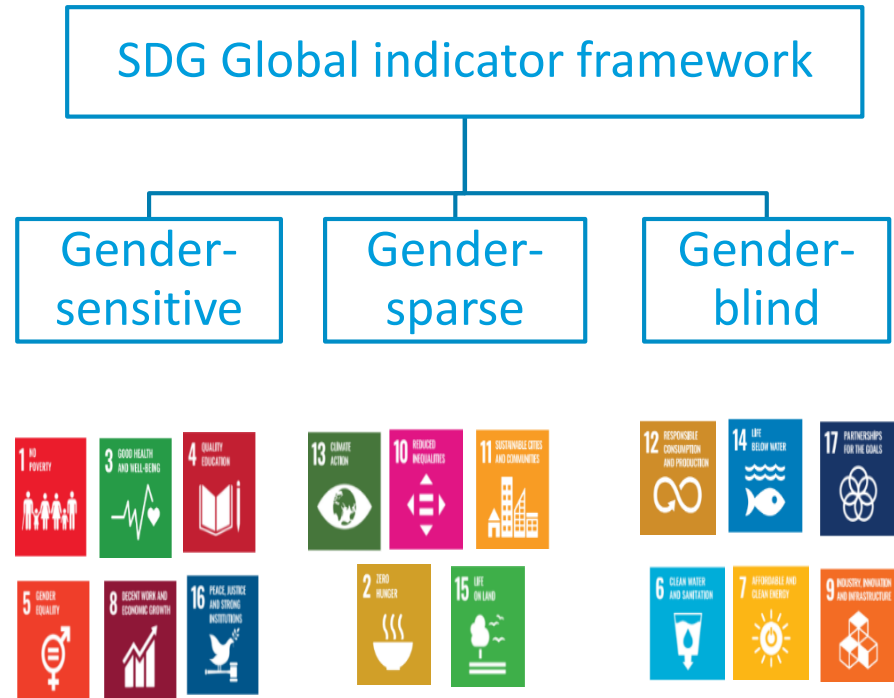 SDG Global indicator framework
Gender-
sensitive
Gender-
sparse
Gender-
blind
1 NO
POVERTY
3 GOOD HEALTH
AND WELL-BEING
4 QUALITY
EDUCATION
5 GENDER
EQUALITY
8 DECENT WORK AND
ECONOMIC GROWTH
16 PEACE, JUSTICE
AND STRONG
INSTITUTIONS
13 CLIMATE
ACTION
10 REDUCED
INEQUALITIES
11 SUSTAINABLE CITIES
AND COMMUNITIES
2 ZERO
HUNGER
15 LIFE
ON LAND
12 RESPONSIBLE
CONSUMPTION
AND PRODUCTION
14 LIFE
BELOW WATER
17 PARTNERSHIPS
FOR THE GOALS
6 CLEAN WATER
AND SANITATION
7 AFFORDABLE AND
CLEAN ENERGY
9 INDUSTRY, INNOVATION
AND INFRASTRUCTURE